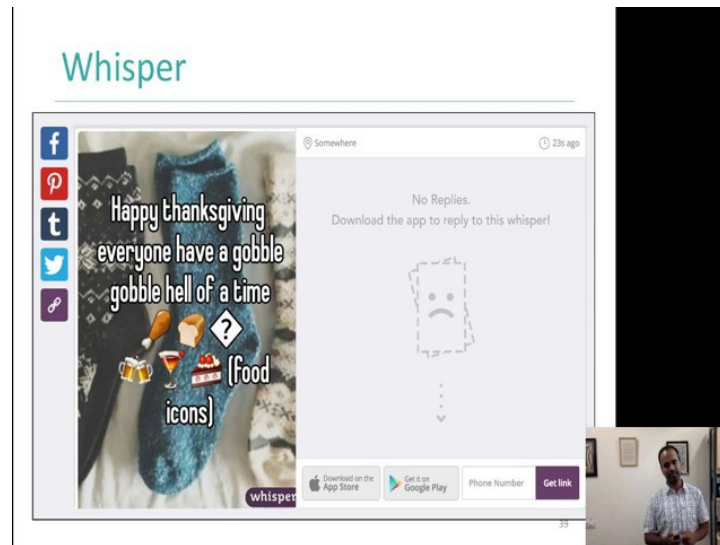 Whisper
Somewhere
23s ago
Happy thanksgiving
everyone have a gobble
gobble hell of a time
?
(food
icons)
whisper
No Replies.
Download the app to reply to this whisper!
Download on the
App Store
Get it on
Google Play
Phone Number
Get link
39